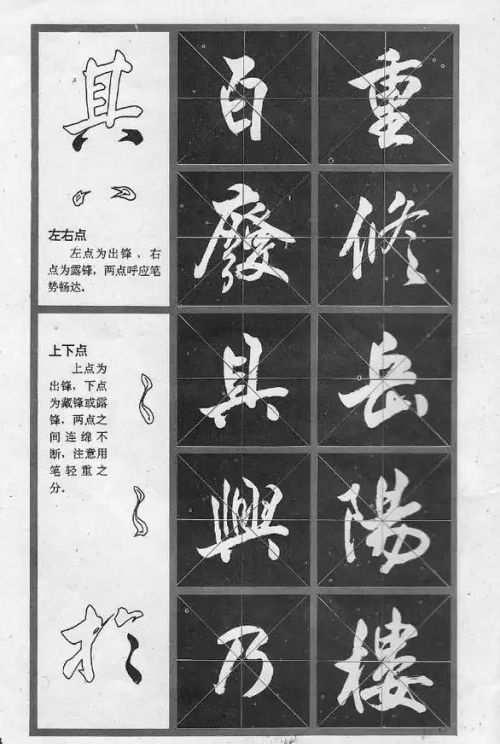 其
左右点
左点为出锋，右
点为露锋，两点呼应笔
势畅达。
上下点
上点为
出锋，下点
为藏锋或露
锋，两点之
间连绵不
断，注意用
笔轻重之
分。
扵
百廢具興乃
重修岳陽樓